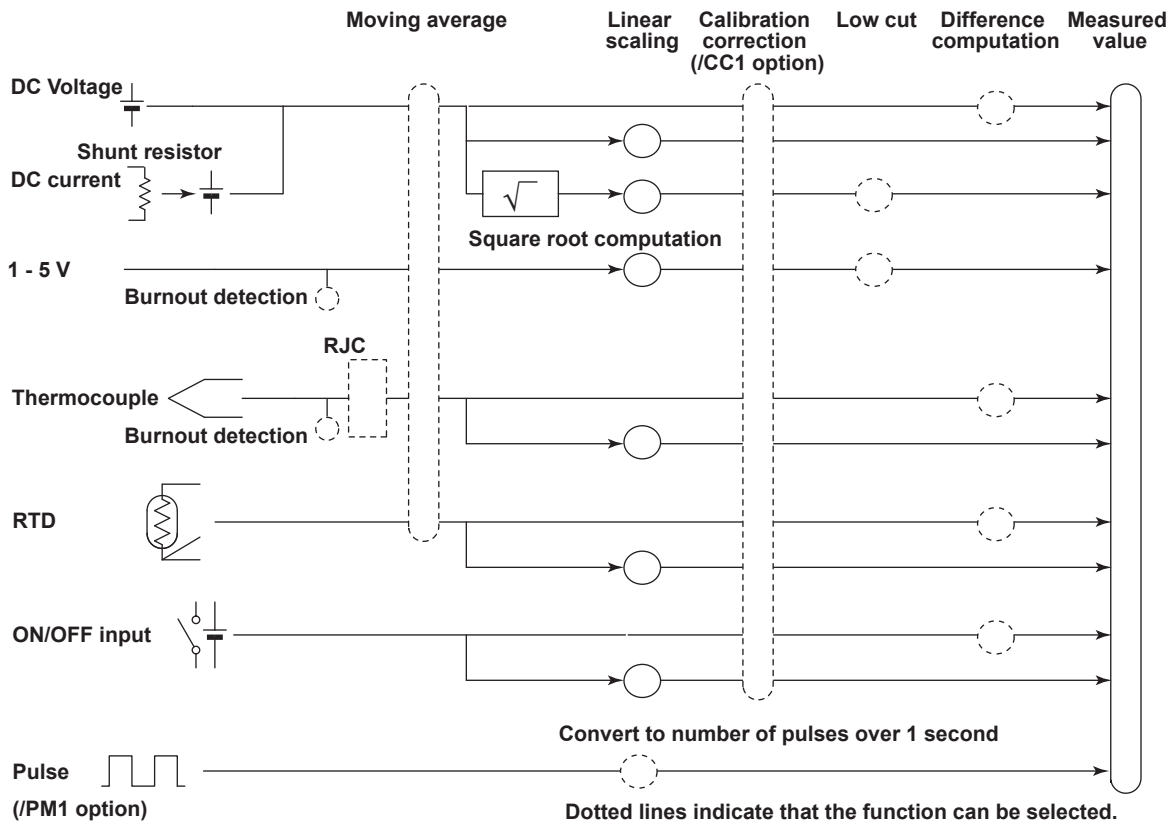 Moving average
Linear
scaling
Calibration
correction
(/CC1 option)
Low cut
Difference
computation
Measured
value
DC Voltage
Shunt resistor
DC current
√
Square root computation
1 - 5 V
Burnout detection
RJC
Thermocouple
Burnout detection
RTD
ON/OFF input
Convert to number of pulses over 1 second
Pulse
(/PM1 option)
Dotted lines indicate that the function can be selected.